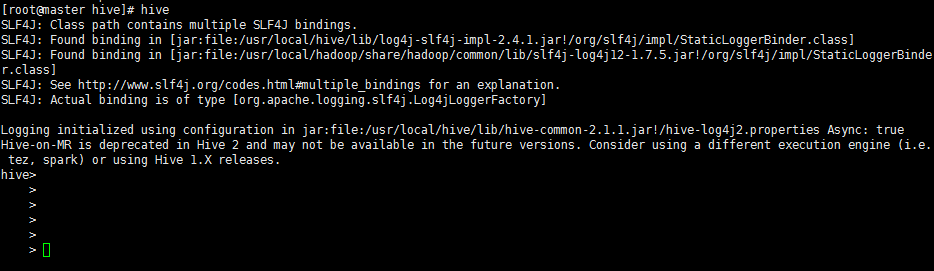 [root@master hive]# hive
SLF4J: Class path contains multiple SLF4J bindings.
SLF4J: Found binding in [jar:file:/usr/local/hive/lib/log4j-slf4j-impl-2.4.1.jar!/org/slf4j/impl/StaticLoggerBinder.class]
SLF4J: Found binding in [jar:file:/usr/local/hadoop/share/hadoop/common/lib/slf4j-log4j12-1.7.5.jar!/org/slf4j/impl/StaticLoggerBinde
r.class]
SLF4J: See http://www.slf4j.org/codes.html#multiple_bindings for an explanation.
SLF4J: Actual binding is of type [org.apache.logging.slf4j.Log4jLoggerFactory]
Logging initialized using configuration in jar:file:/usr/local/hive/lib/hive-common-2.1.1.jar!/hive-log4j2.properties Async: true
Hive-on-MR is deprecated in Hive 2 and may not be available in the future versions. Consider using a different execution engine (i.e.
 tez, spark) or using Hive 1.X releases.
hive>
    >
    >
    >
    >
    >